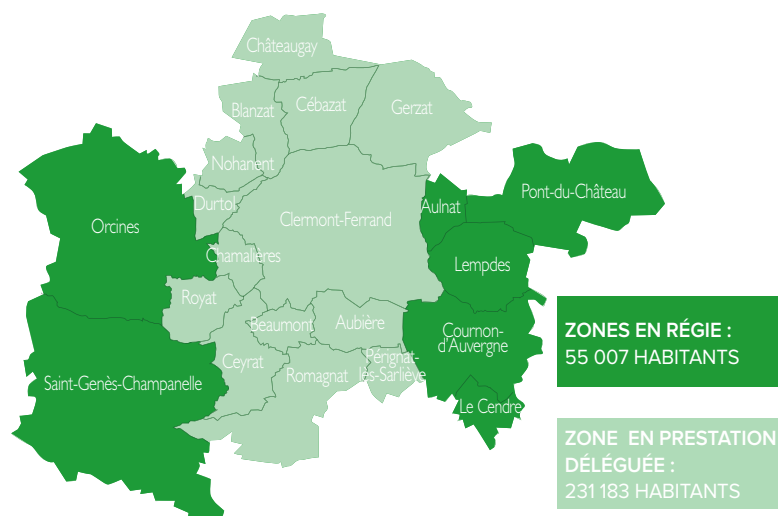 Châteaugay
Blanzat
Cébazat
Gerzat
Nohanent
Durtol
Clermont-Ferrand
Aulnat
Pont-du-Château
Orcines
Chamalières
Lempdes
Royat
Beaumont
Aubière
Cournon-
d'Auvergne
Saint-Genès-Champanelle
Ceyrat
Romagnat
Pérignat-
lès-Sarliève
Le Cendre
ZONES EN RÉGIE :
55 007 HABITANTS
ZONE EN PRESTATION
DÉLÉGUÉE :
231 183 HABITANTS